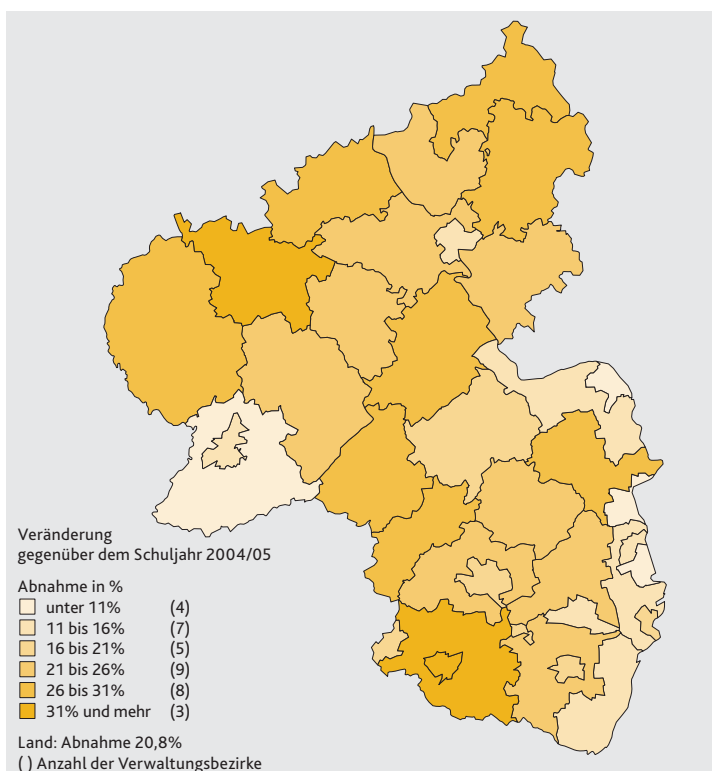 Veränderung
gegenüber dem Schuljahr 2004/05
Abnahme in %
unter 11% (4)
11 bis 16% (7)
16 bis 21% (5)
21 bis 26% (9)
26 bis 31% (8)
31% und mehr (3)
Land: Abnahme 20,8%
( ) Anzahl der Verwaltungsbezirke